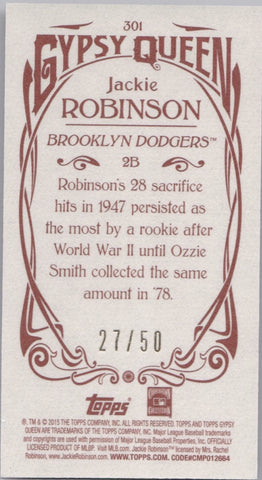 301
GYPSY QUEEN
Jackie
ROBINSON
BROOKLYN DODGERS™
2B
Robinson's 28 sacrifice
hits in 1947 persisted as
the most by a rookie after
World War II until Ozzie
Smith collected the same
amount in '78.
27/50
Topps
®, TM & © 2015 THE TOPPS COMPANY, INC. ALL RIGHTS RESERVED. TOPPS AND TOPPS GYPSY
QUEEN ARE TRADEMARKS OF THE TOPPS COMPANY, INC. Major League Baseball trademarks
and copyrights are used with permission of Major League Baseball Properties, Inc. OFFICIALLY
LICENSED PRODUCT OF MLBP. Visit MLB.com. Jackie Robinson™ licensed by Mrs. Rachel
Robinson, www.JackieRobinson.com. WWW.TOPPS.COM. CODE#CMP012664